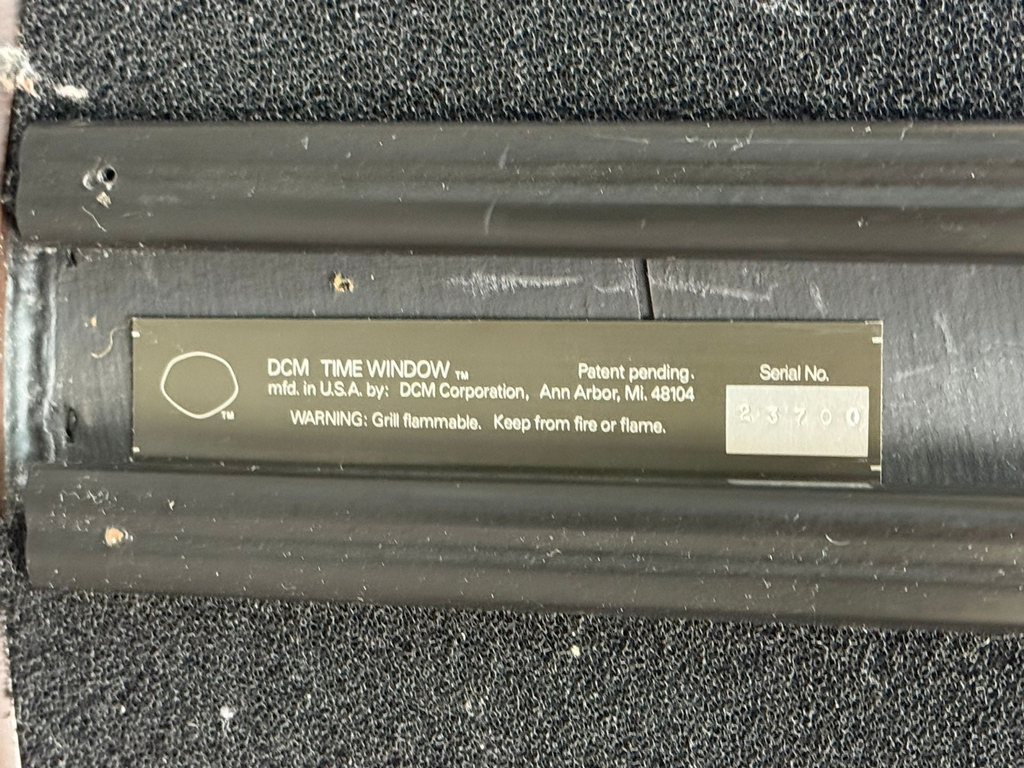 DCM TIME WINDOW TM
Patent pending.
mfd. in U.S.A. by: DCM Corporation, Ann Arbor, Mi. 48104
WARNING: Grill flammable. Keep from fire or flame.
TM
Serial No.
23700